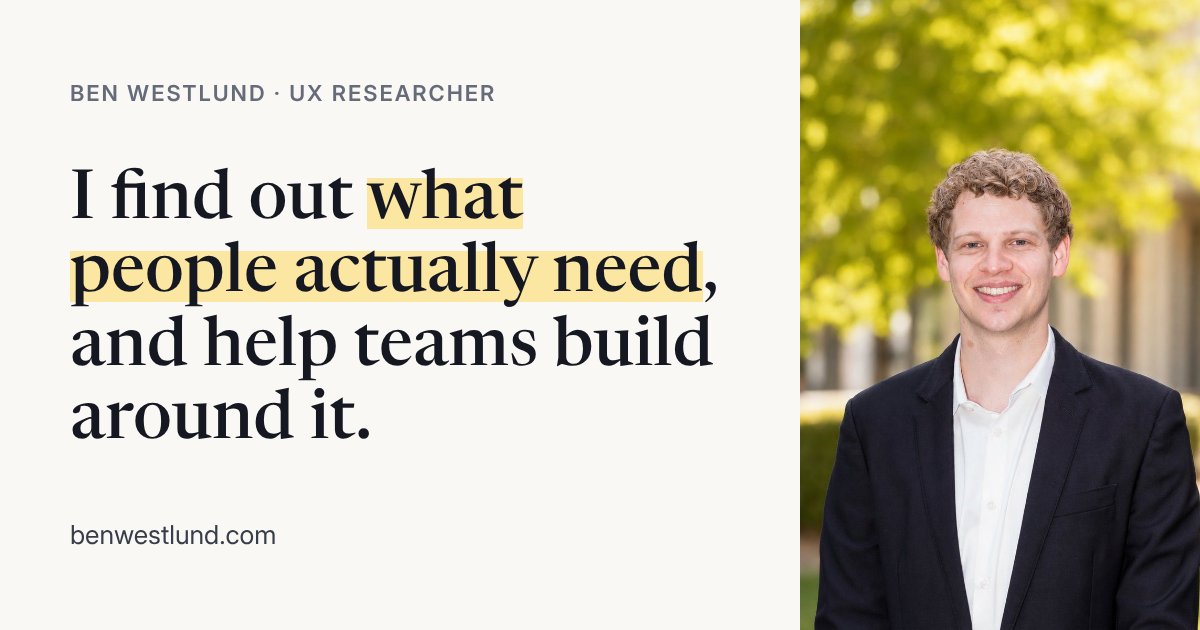 BEN WESTLUND · UX RESEARCHER
I find out what
people actually need,
and help teams build
around it.
benwestlund.com